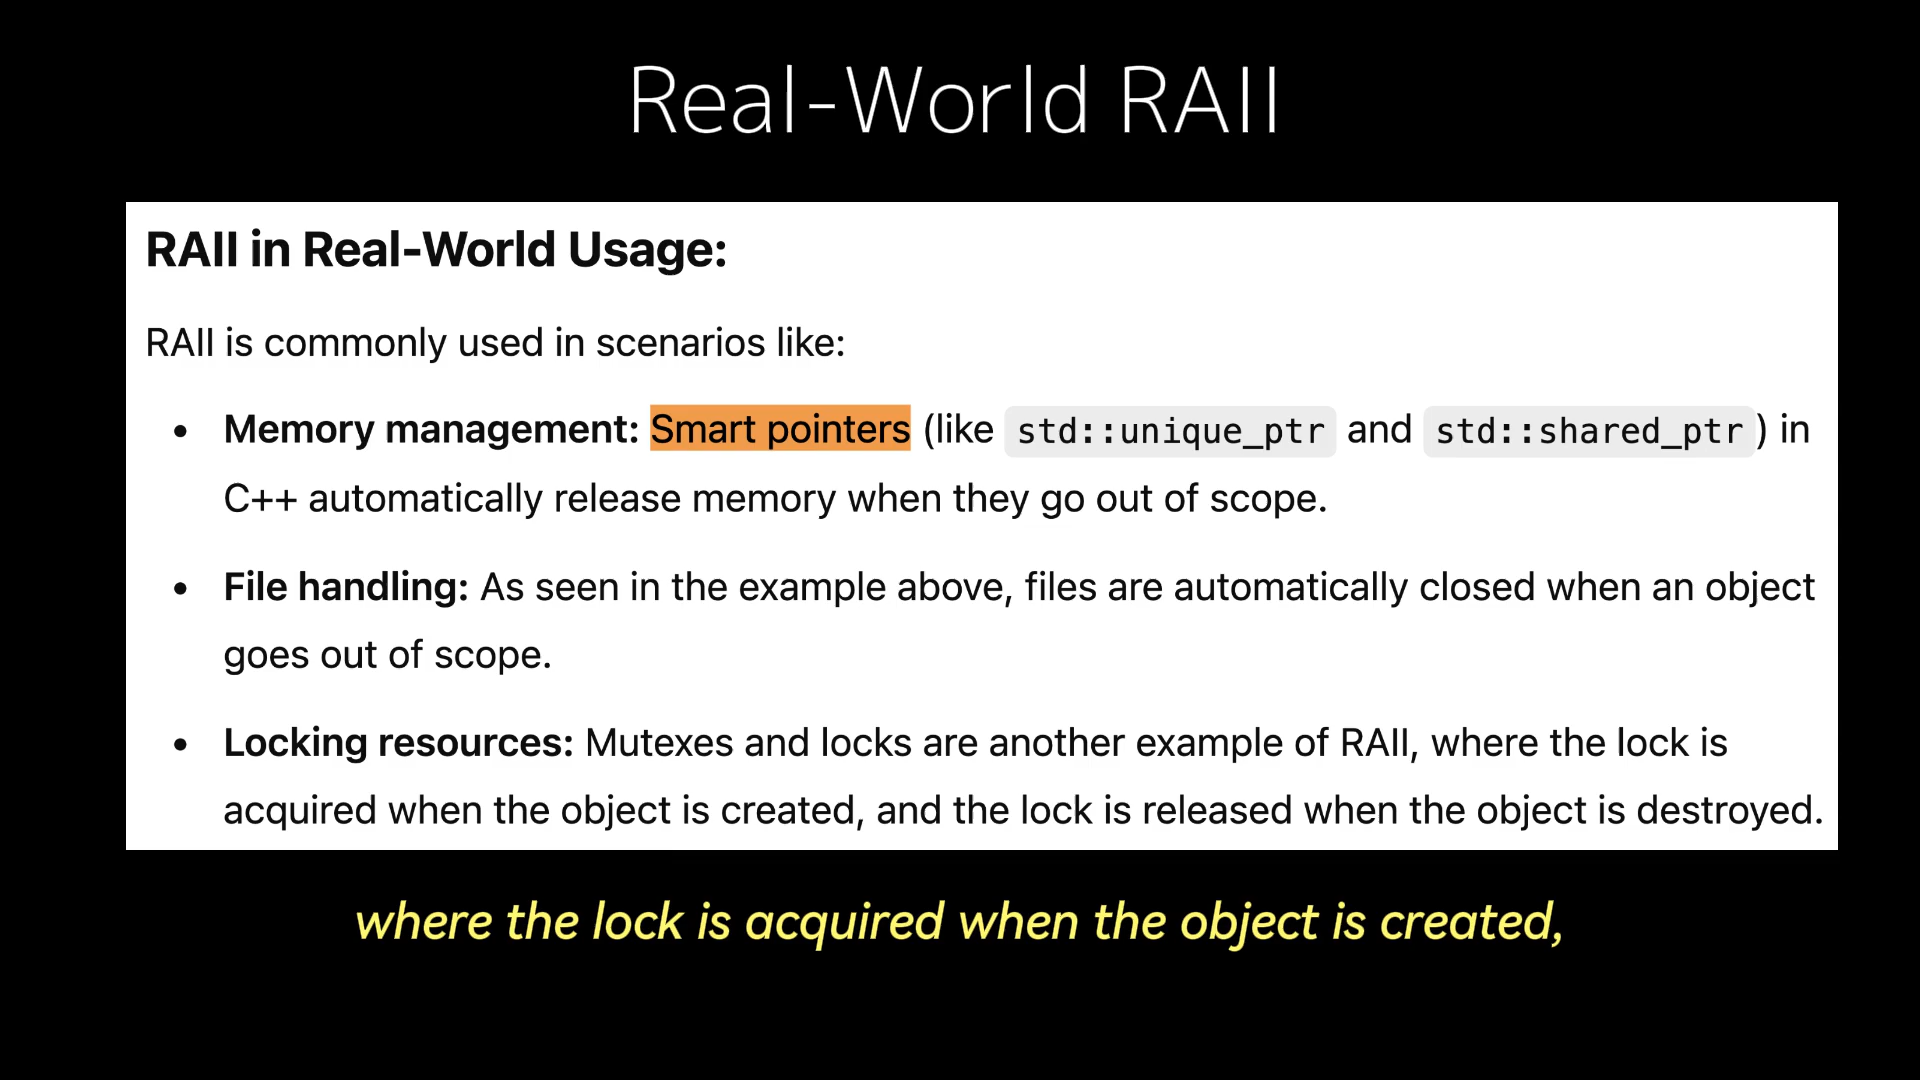 Real-World RAII
RAII in Real-World Usage:
RAII is commonly used in scenarios like:
• Memory management: Smart pointers (like std::unique_ptr and std::shared_ptr) in
C++ automatically release memory when they go out of scope.
• File handling: As seen in the example above, files are automatically closed when an object
goes out of scope.
• Locking resources: Mutexes and locks are another example of RAII, where the lock is
acquired when the object is created, and the lock is released when the object is destroyed.
where the lock is acquired when the object is created,